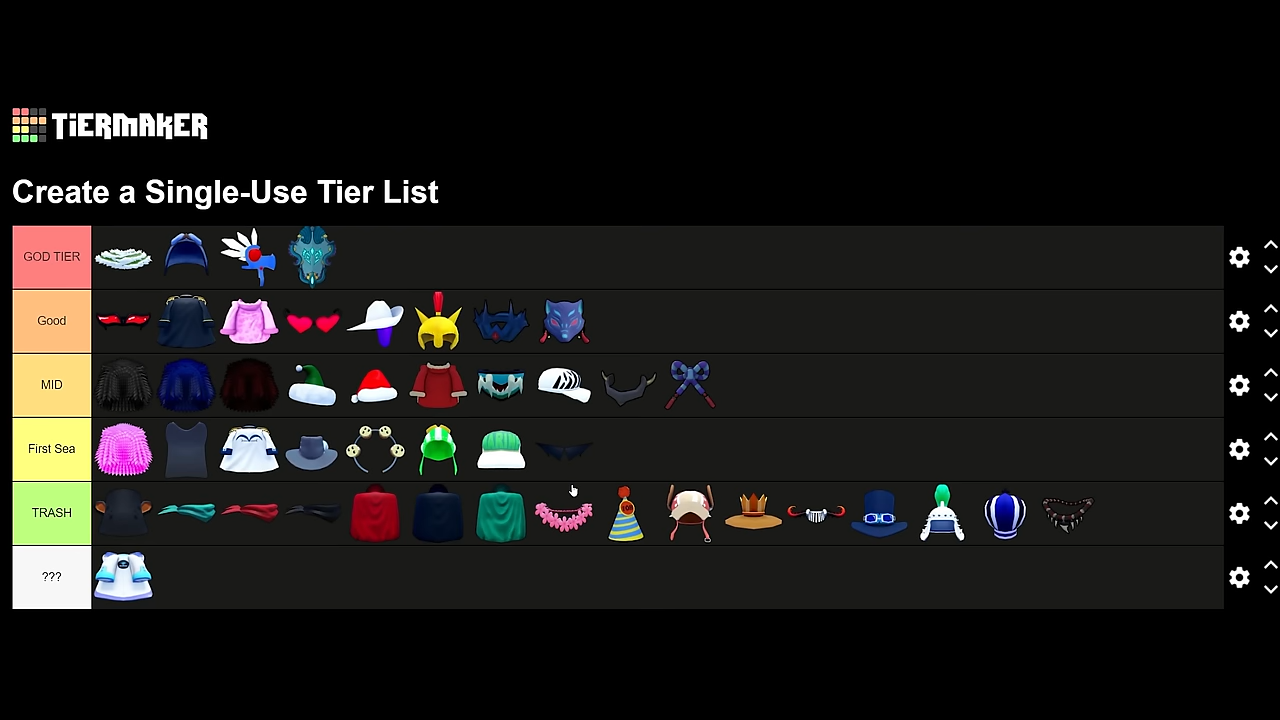 TiERMAKER
Create a Single-Use Tier List
GOD TIER
Good
MID
First Sea
TRASH
???